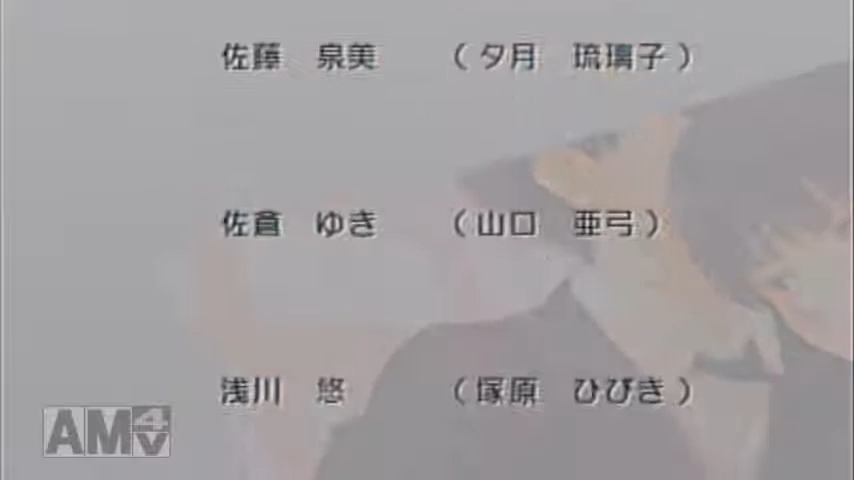 佐藤　泉美　（夕月　琉璃子）
佐倉　ゆき　（山口　亜弓）
浅川　悠　（塚原　ひびき）
AM4V